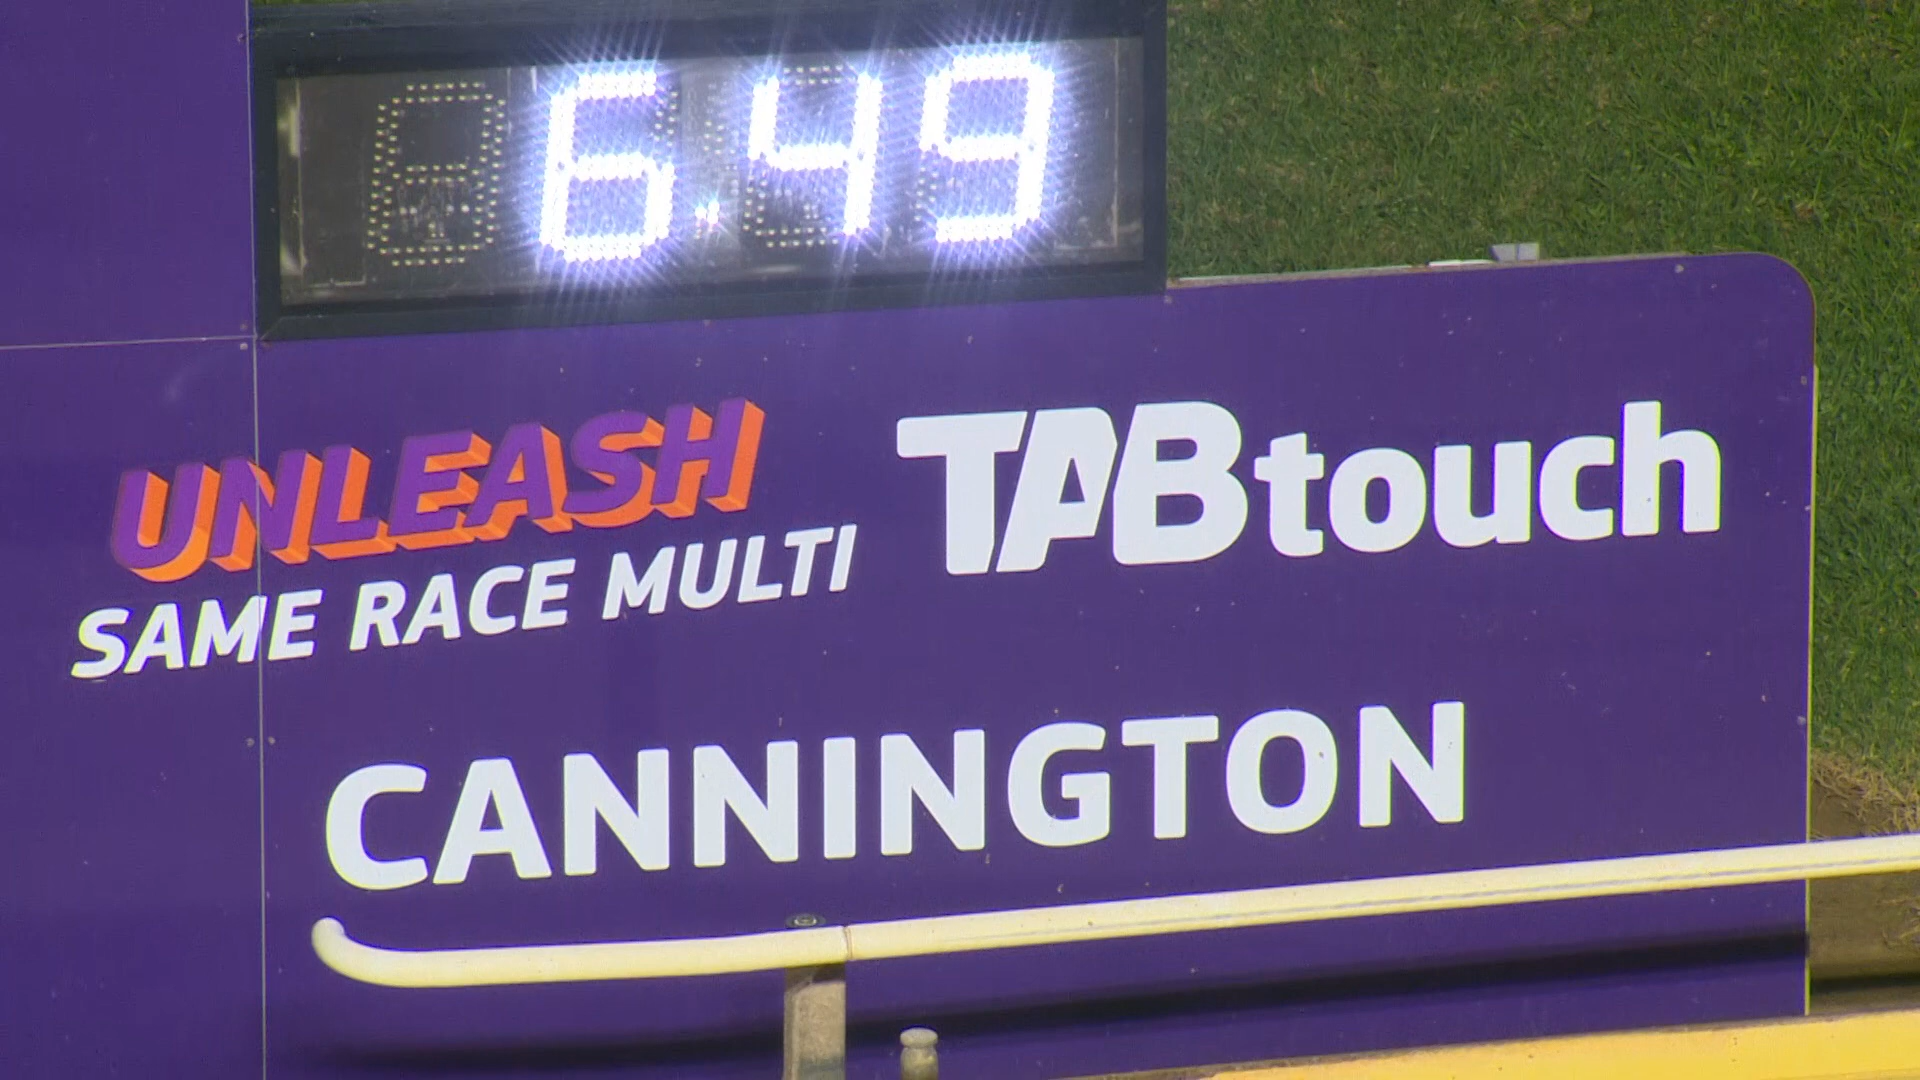 6.49
UNLEASH
SAME RACE MULTI
TABtouch
CANNINGTON